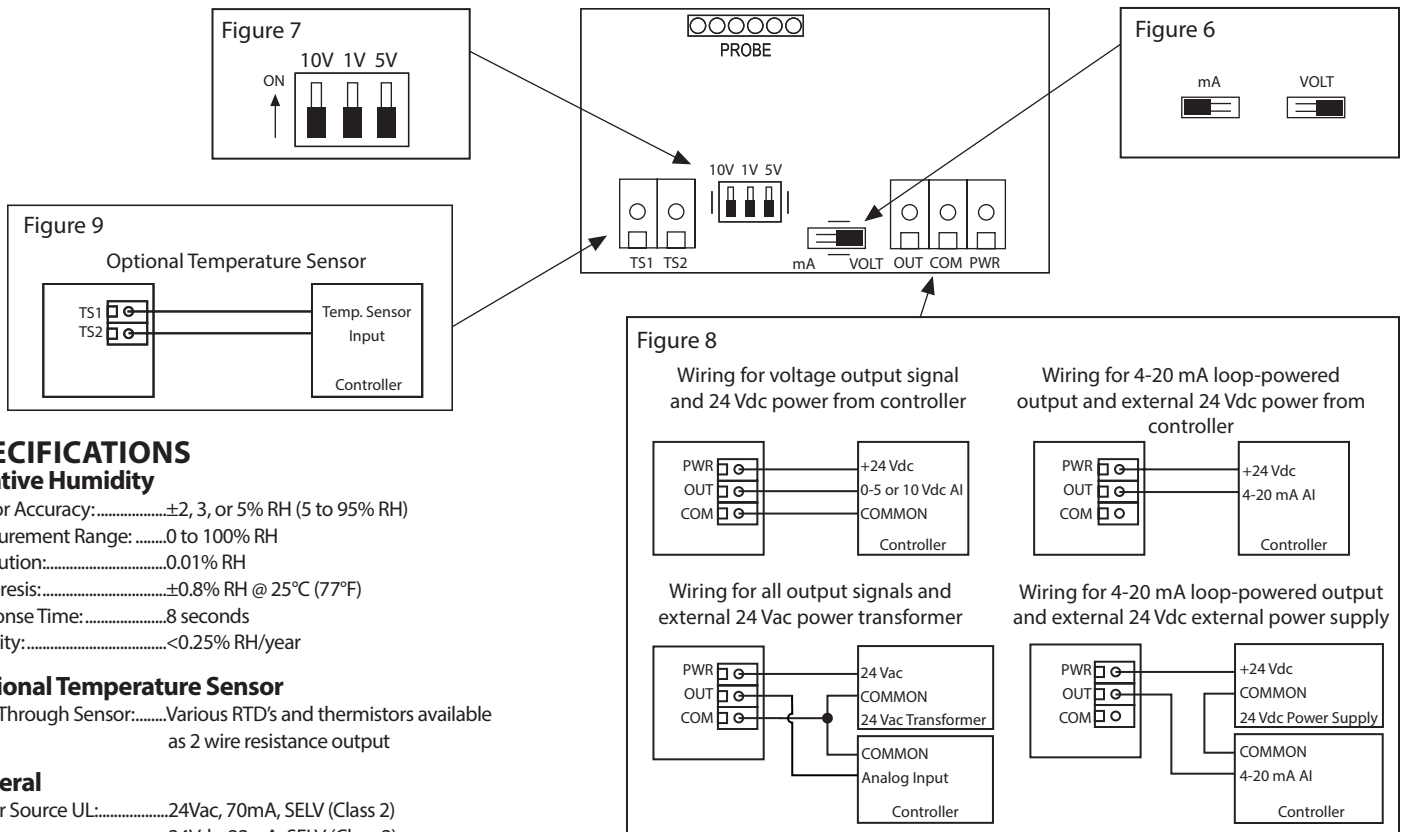 Figure 7
10V 1V 5V
ON
PROBE
10V 1V 5V
TS1 TS2
mA VOLT OUT COM PWR
Figure 6
mA VOLT
Figure 9
Optional Temperature Sensor
TS1
TS2
Temp. Sensor
Input
Controller
Figure 8
Wiring for voltage output signal
and 24 Vdc power from controller
PWR
OUT
COM
+24 Vdc
0-5 or 10 Vdc AI
COMMON
Controller
Wiring for 4-20 mA loop-powered
output and external 24 Vdc power from
controller
PWR
OUT
COM
+24 Vdc
4-20 mA AI
Controller
Wiring for all output signals and
external 24 Vac power transformer
PWR
OUT
COM
24 Vac
COMMON
24 Vac Transformer
COMMON
Analog Input
Controller
Wiring for 4-20 mA loop-powered output
and external 24 Vdc external power supply
PWR
OUT
COM
+24 Vdc
COMMON
24 Vdc Power Supply
COMMON
4-20 mA AI
Controller
ECIFICATIONS
ative Humidity
or Accuracy:..................±2, 3, or 5% RH (5 to 95% RH)
urement Range: ........0 to 100% RH
ution:...............................0.01% RH
eresis:................................±0.8% RH @ 25°C (77°F)
onse Time:.....................8 seconds
ity:....................................<0.25% RH/year
ional Temperature Sensor
Through Sensor:........Various RTD's and thermistors available
as 2 wire resistance output
eral
r Source UL:..................24Vac, 70mA, SELV (Class 2)